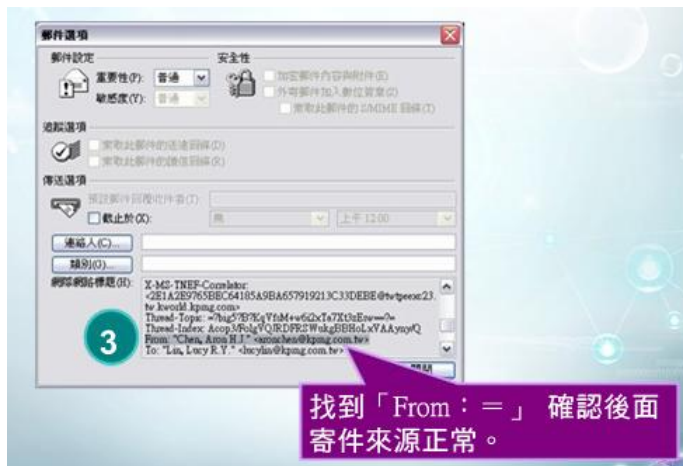 郵件選項
郵件設定
安全性
重要性(P): 普通
加密郵件內容與附件(E)
敏感度(Y): 普通
外寄郵件加入數位簽章(S)
索取此郵件的 S/MIME 回條(T)
追蹤選項
索取此郵件的送達回條(D)
索取此郵件的讀信回條(R)
傳送選項
預設郵件回覆收件者(T):
截止於(X): 無 上午 12:00
連絡人(C)...
類別(G)...
網際網路標題(H):
X-MS-TNEF-Correlator:
<2E1A2E9765BEC64185A9BA657919213C33DEBE@twtpeexr23.
tw.kworld.kpmg.com>
Thread-Topic:
Thread-Index:
From: "Chen, Aron H.J." <aronchen@kpmg.com.tw>
To: "Lin, Lucy R.Y." <lucylin@kpmg.com.tw>
3
找到「From：＝」 確認後面
寄件來源正常。